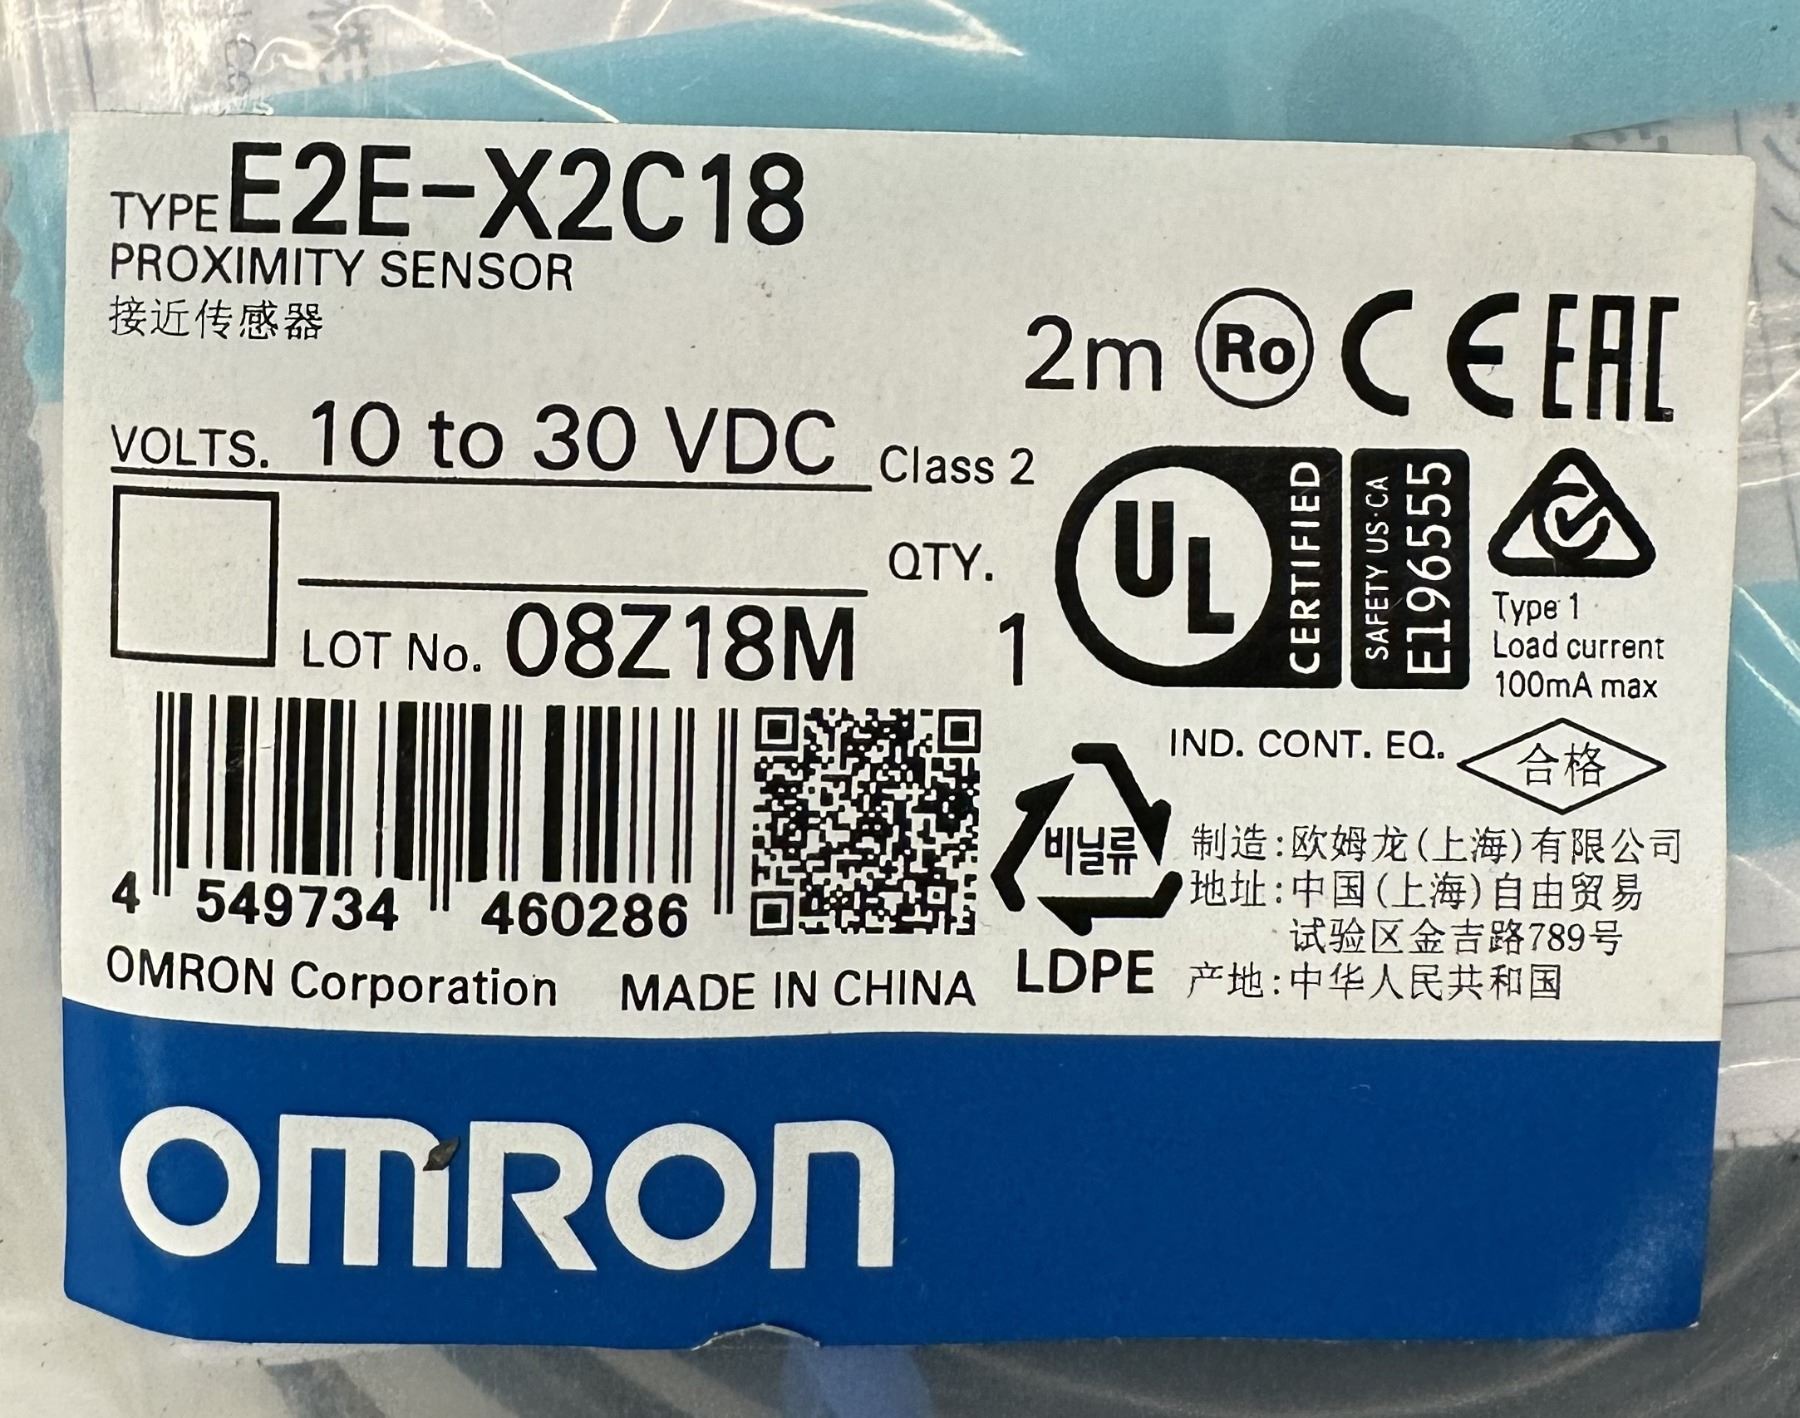 TYPE E2E-X2C18
PROXIMITY SENSOR
接近传感器
2m Ro CE EAC
VOLTS. 10 to 30 VDC Class 2
QTY.
1
LOT No. 08Z18M
UL CERTIFIED
SAFETY US·CA
E196555
Type 1
Load current
100mA max
IND. CONT. EQ.
合格
4 549734 460286
비닐류
LDPE
制造:欧姆龙(上海)有限公司
地址:中国(上海)自由贸易
试验区金吉路789号
产地:中华人民共和国
OMRON Corporation MADE IN CHINA
OMRON